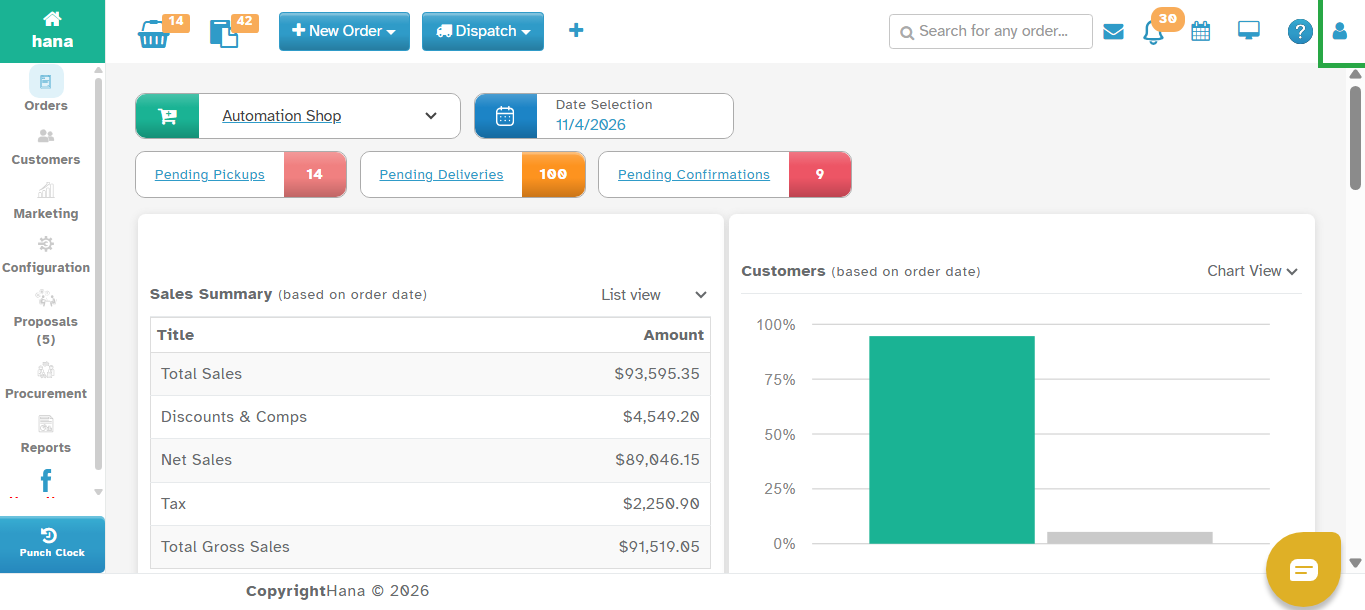 hana
14
42
New Order
Dispatch
Search for any order...
30
?
Orders
Customers
Marketing
Configuration
Proposals
(5)
Procurement
Reports
Punch Clock
Automation Shop
Date Selection
11/4/2026
Pending Pickups 14
Pending Deliveries 100
Pending Confirmations 9
Sales Summary (based on order date)
List view
Title Amount
Total Sales $93,595.35
Discounts & Comps $4,549.20
Net Sales $89,046.15
Tax $2,250.90
Total Gross Sales $91,519.05
Customers (based on order date)
Chart View
100%
75%
50%
25%
0%
CopyrightHana © 2026